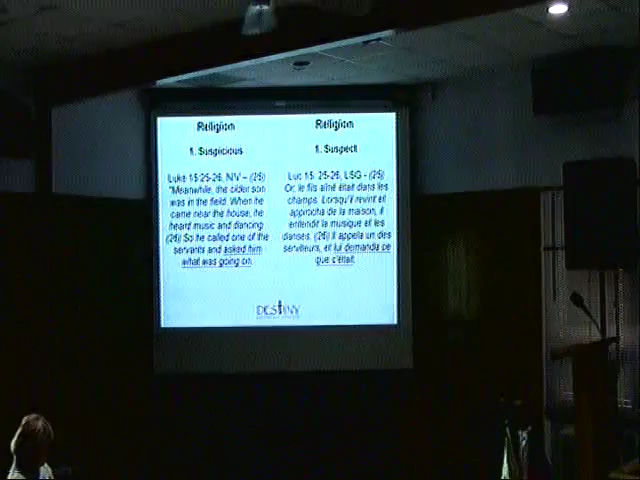 Religion
1. Suspicious
Luke 15:25-26, NIV – (25)
"Meanwhile, the older son
was in the field. When he
came near the house, he
heard music and dancing.
(26) So he called one of the
servants and asked him
what was going on.
Religion
1. Suspect
Luc 15: 25-26, LSG - (25)
Or, le fils aîné était dans les
champs. Lorsqu'il revint et
approcha de la maison, il
entendit la musique et les
danses. (26) Il appela un des
serviteurs, et lui demanda ce
que c'était.
DESTINY